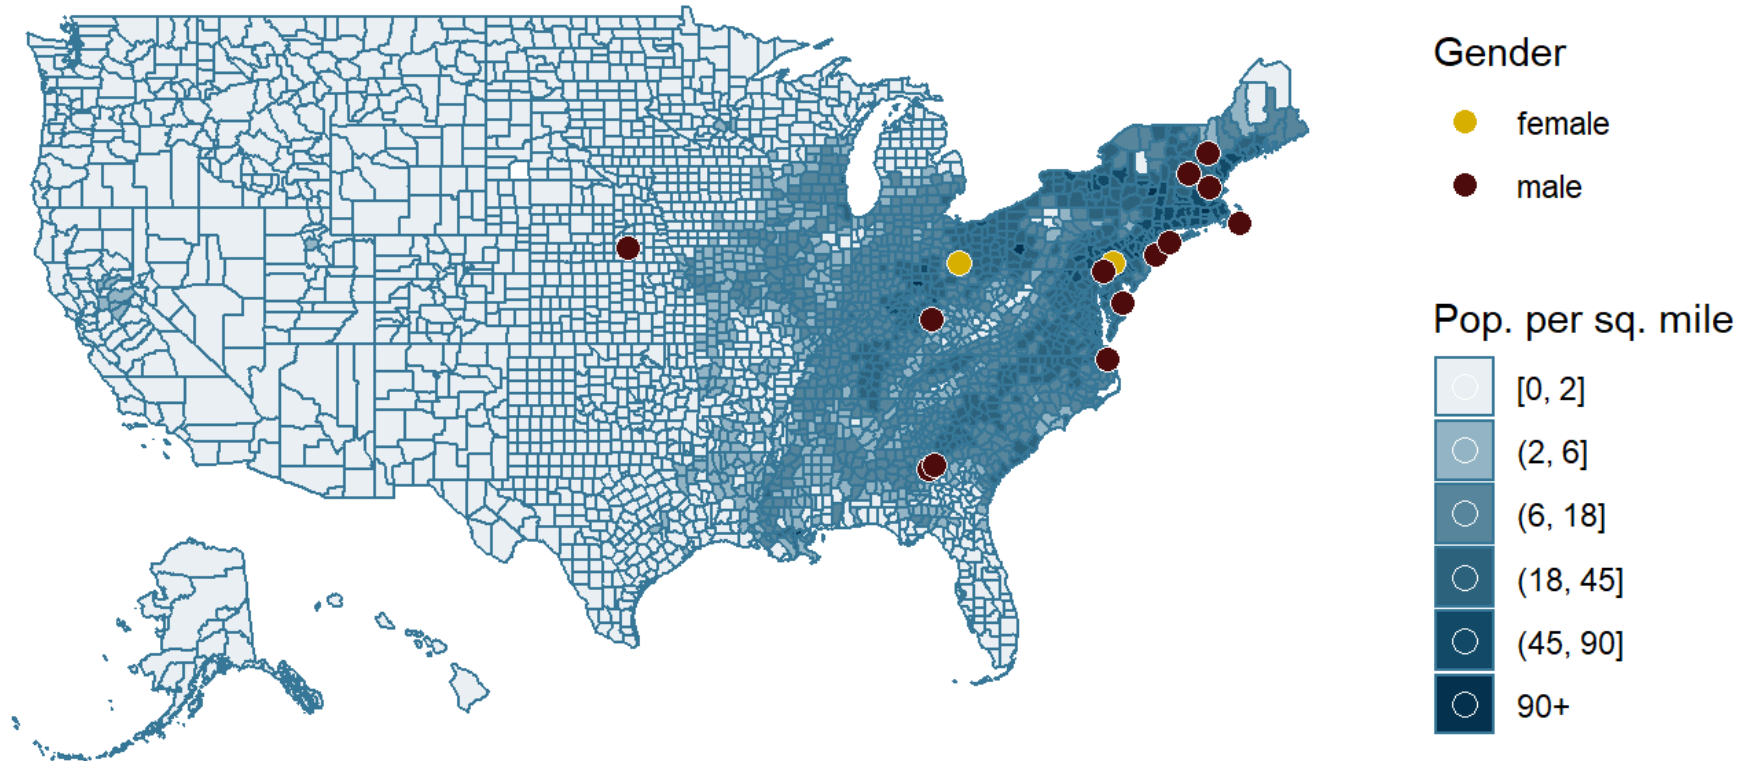 Gender
female
male
Pop. per sq. mile
[0, 2]
(2, 6]
(6, 18]
(18, 45]
(45, 90]
90+